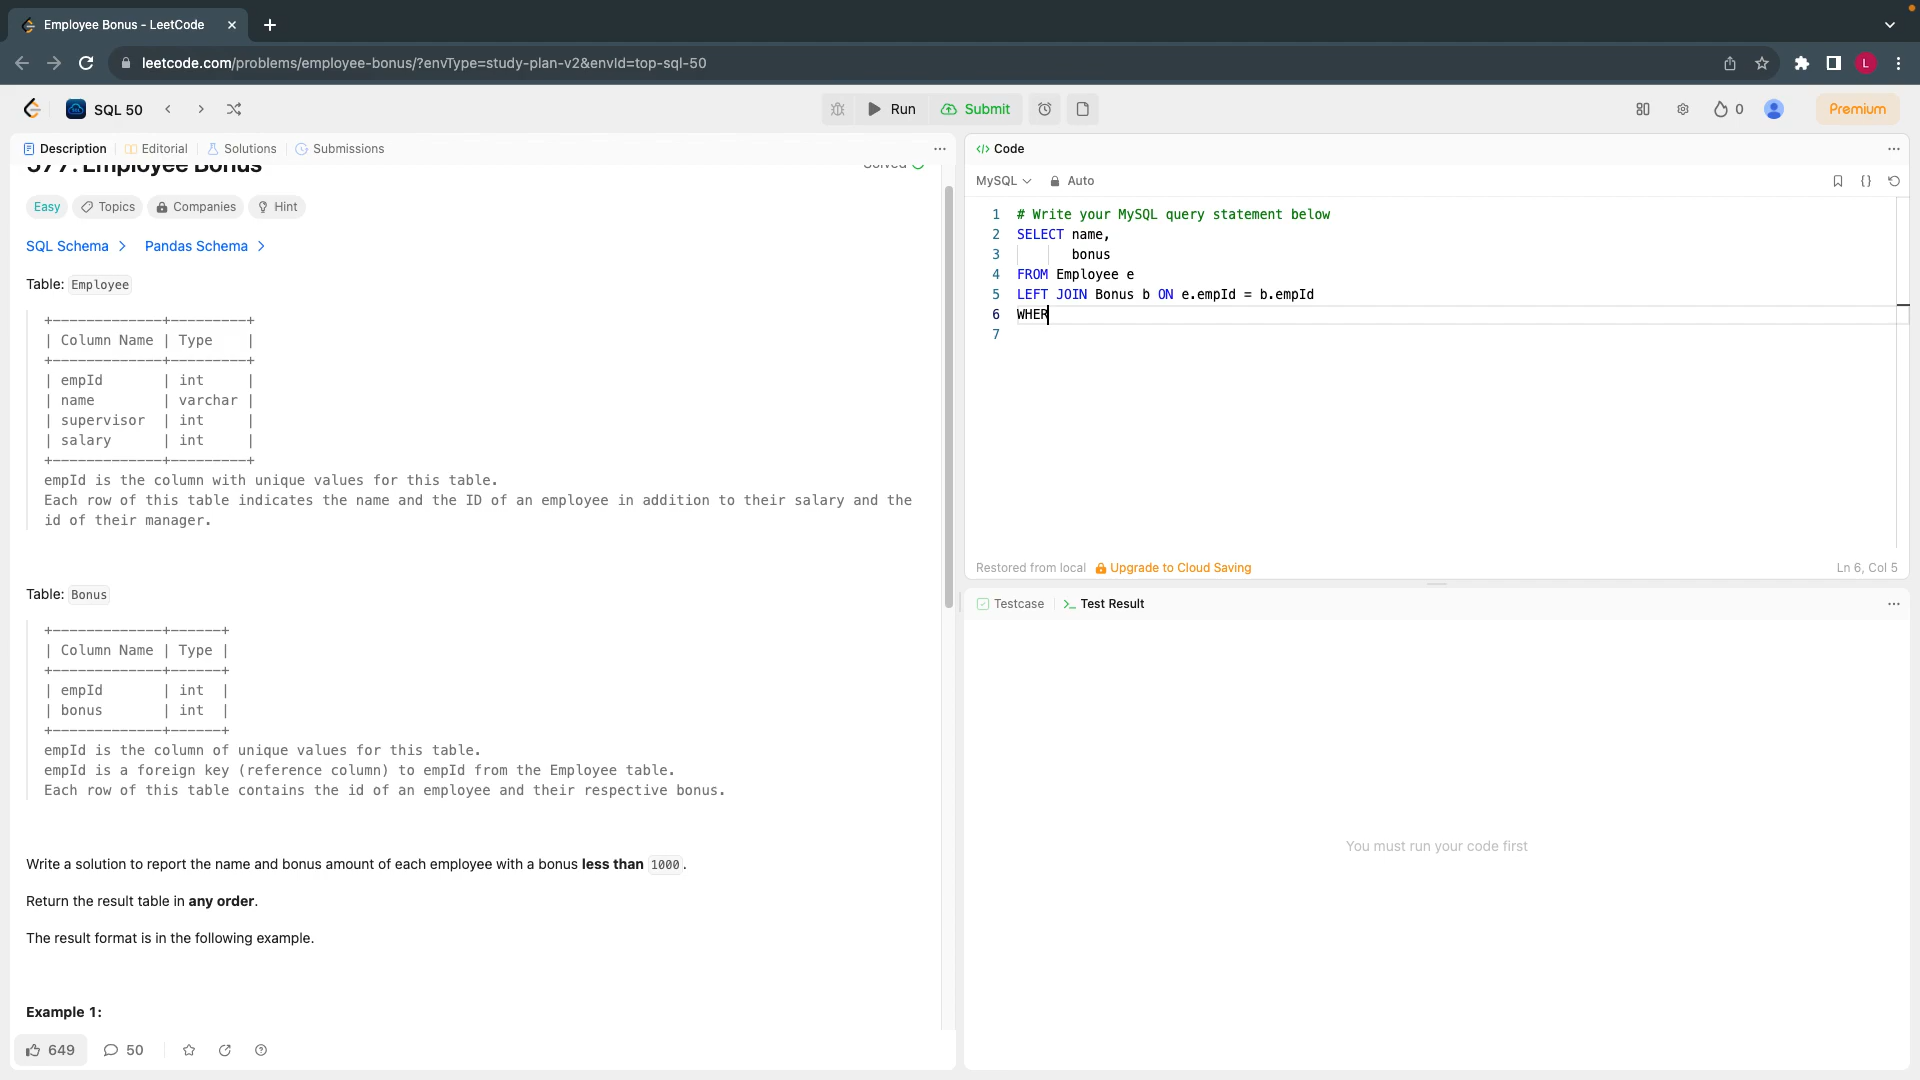 Employee Bonus - LeetCode
leetcode.com/problems/employee-bonus/?envType=study-plan-v2&envId=top-sql-50
L
SQL 50
Run
Submit
0
Premium
Description
Editorial
Solutions
Submissions
577. Employee Bonus
Solved
Easy
Topics
Companies
Hint
SQL Schema
Pandas Schema
Table: Employee
+-------------+---------+
| Column Name | Type    |
+-------------+---------+
| empId       | int     |
| name        | varchar |
| supervisor  | int     |
| salary      | int     |
+-------------+---------+
empId is the column with unique values for this table.
Each row of this table indicates the name and the ID of an employee in addition to their salary and the
id of their manager.
Table: Bonus
+-------------+------+
| Column Name | Type |
+-------------+------+
| empId       | int  |
| bonus       | int  |
+-------------+------+
empId is the column of unique values for this table.
empId is a foreign key (reference column) to empId from the Employee table.
Each row of this table contains the id of an employee and their respective bonus.
Write a solution to report the name and bonus amount of each employee with a bonus less than 1000.
Return the result table in any order.
The result format is in the following example.
Example 1:
649
50
</> Code
MySQL
Auto
{}
1 # Write your MySQL query statement below
2 SELECT name,
3 bonus
4 FROM Employee e
5 LEFT JOIN Bonus b ON e.empId = b.empId
6 WHER
7
Restored from local
Upgrade to Cloud Saving
Ln 6, Col 5
Testcase
>_ Test Result
You must run your code first